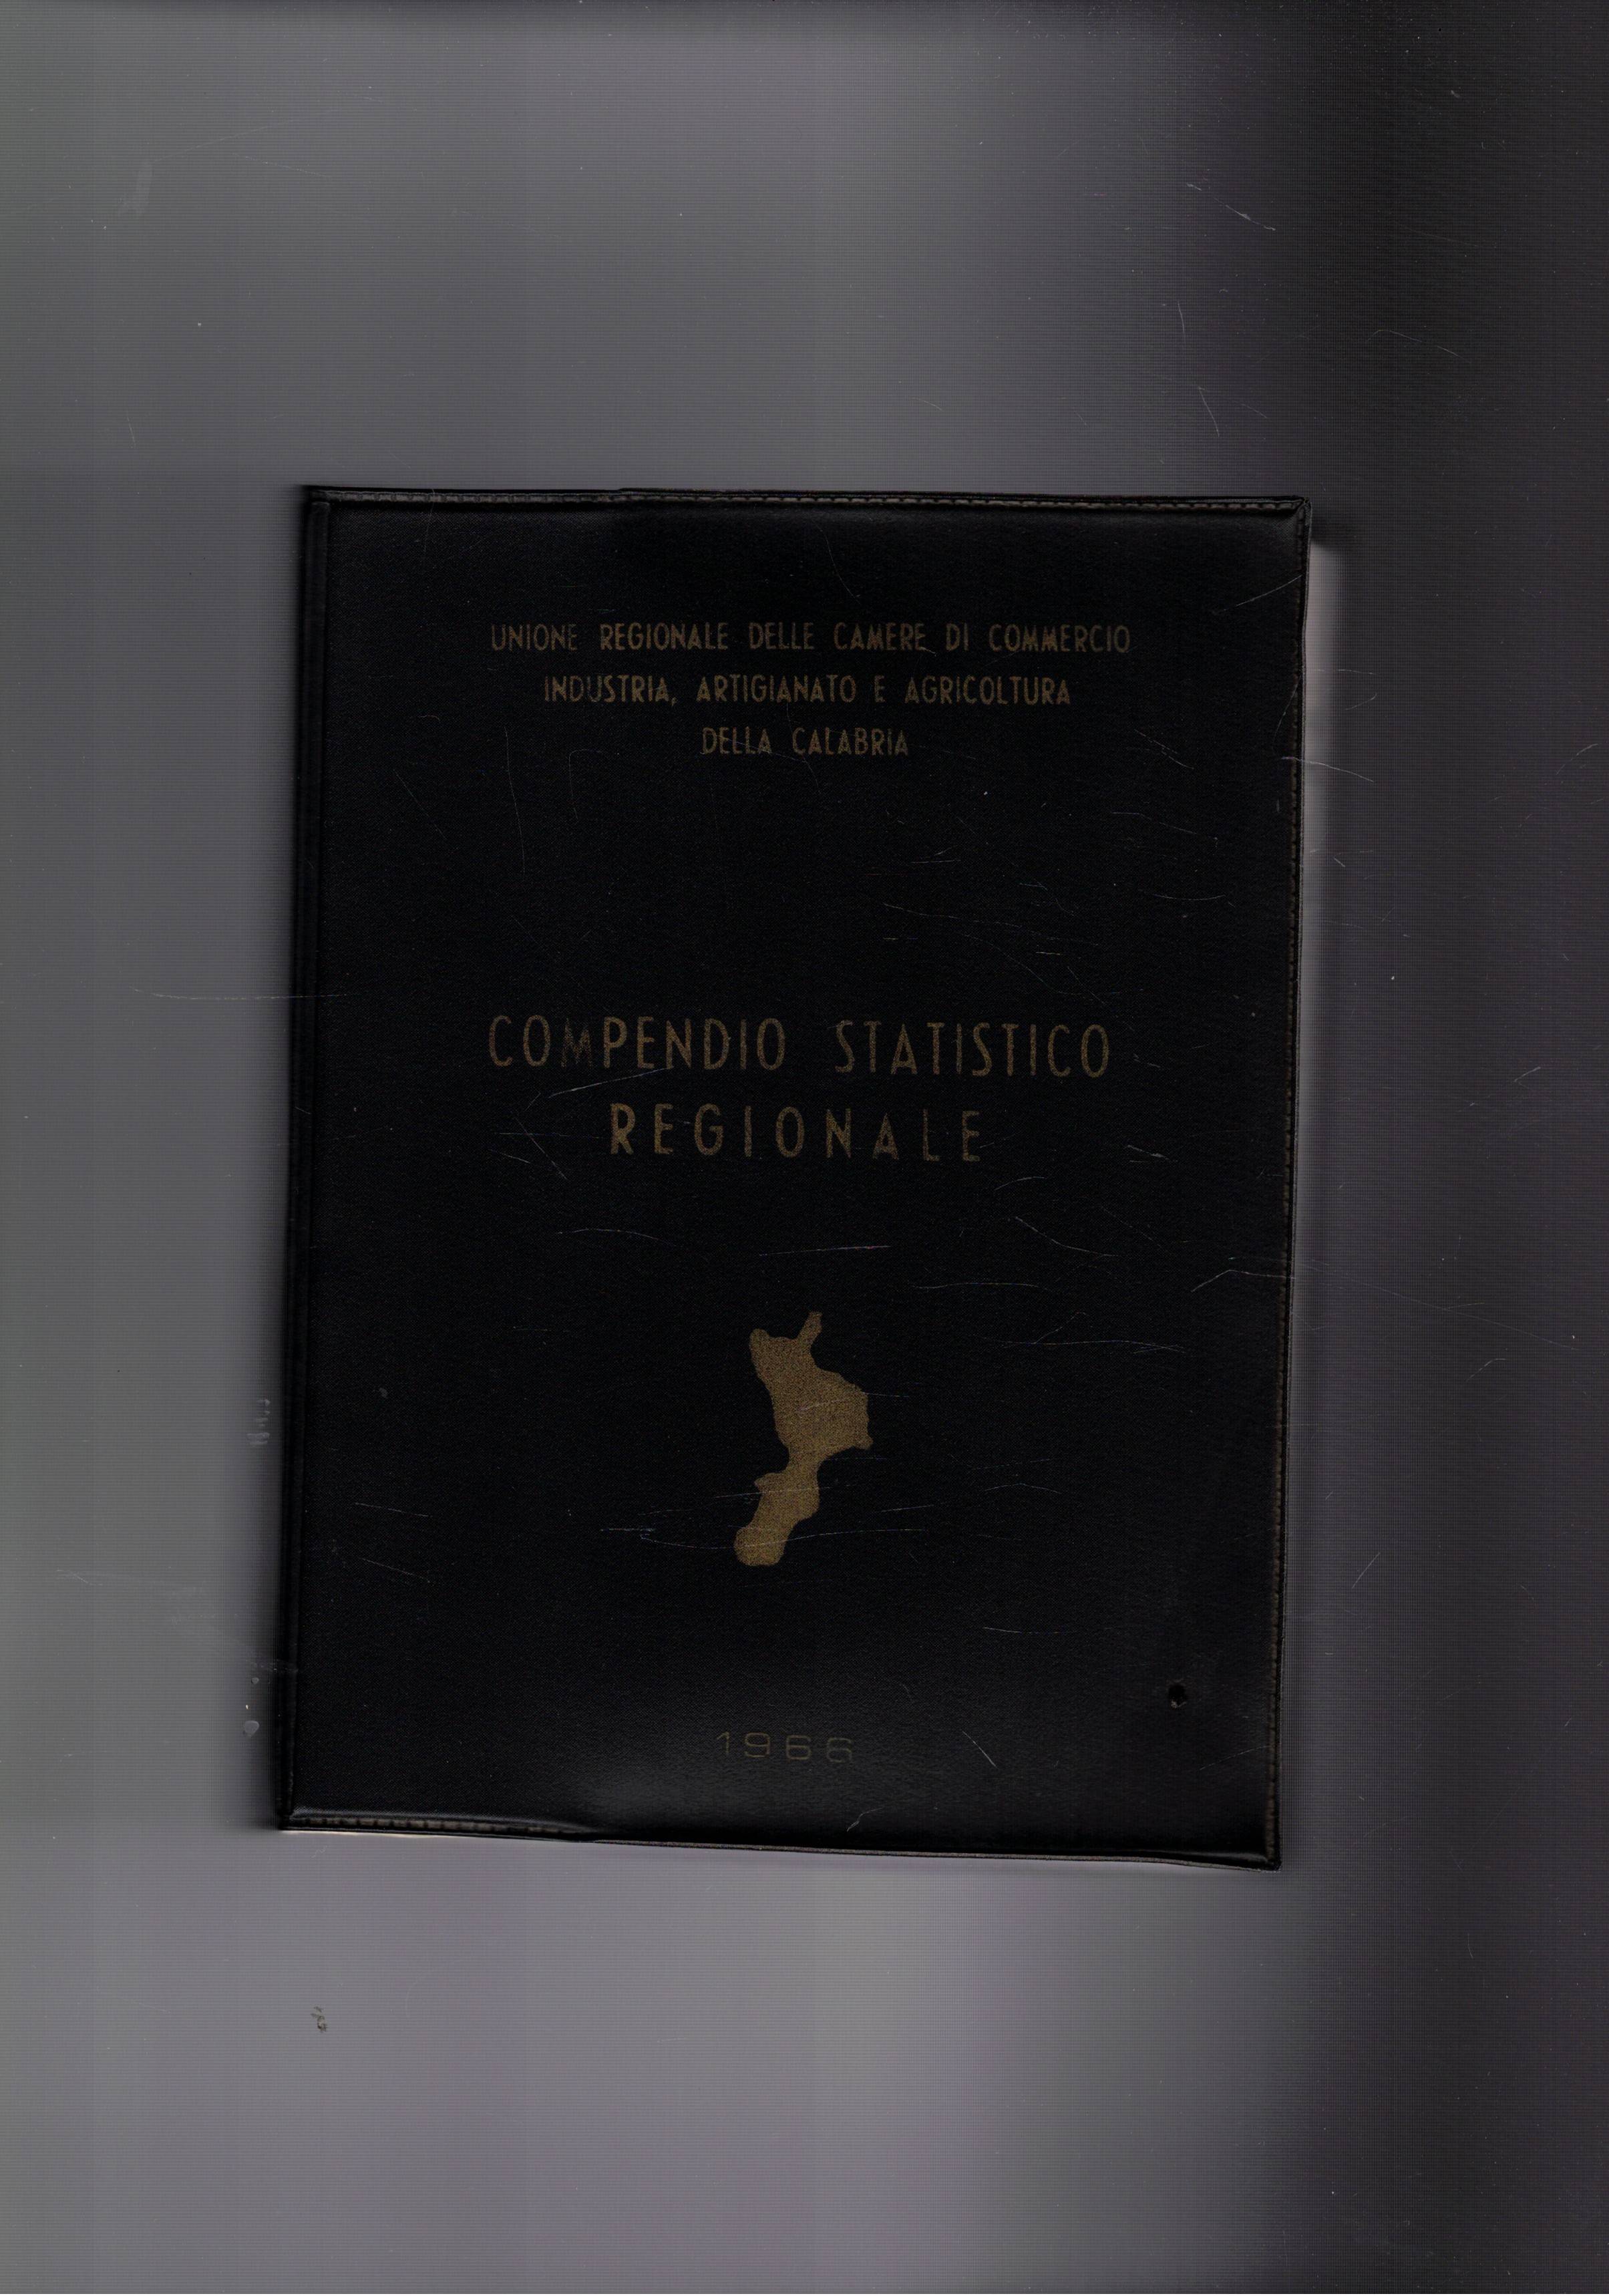 UNIONE REGIONALE DELLE CAMERE DI COMMERCIO
INDUSTRIA, ARTIGIANATO E AGRICOLTURA
DELLA CALABRIA
COMPENDIO STATISTICO
REGIONALE
1966